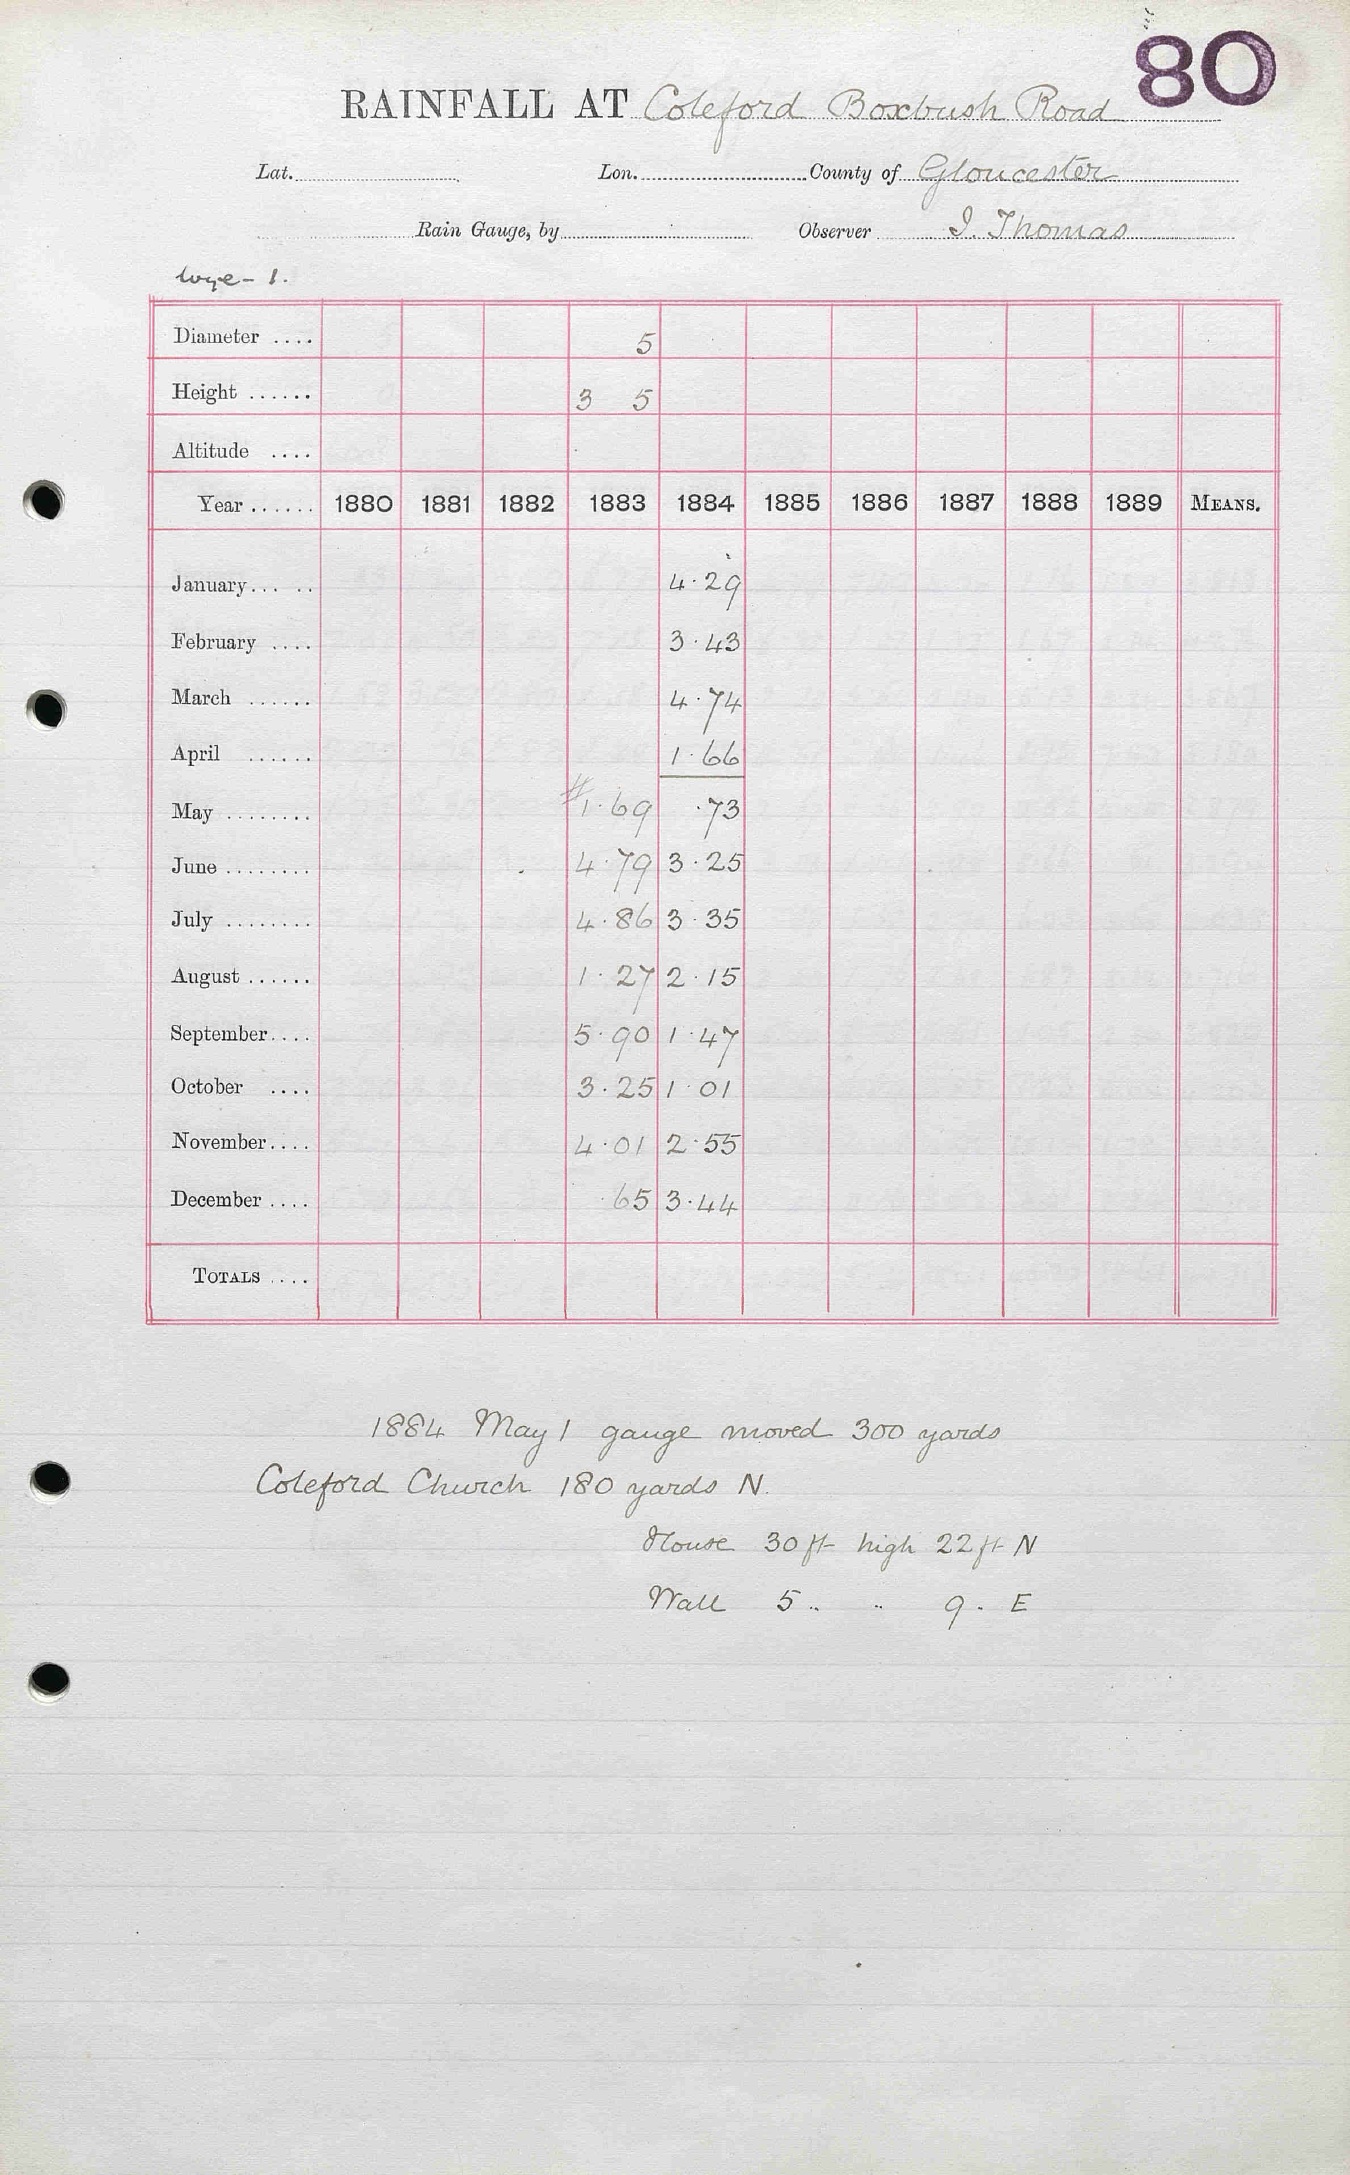 80
RAINFALL AT Coleford Boxbush Road
Lat. Lon. County of Gloucester
Rain Gauge, by Observer I. Thomas
Wye - 1.
Diameter .... 5
Height ...... 3 5
Altitude ....
Year ...... 1880 1881 1882 1883 1884 1885 1886 1887 1888 1889 MEANS.
January... .. 4.29
February .... 3.43
March ...... 4.74
April ...... 1.66
May ........ #1.69 .73
June ........ 4.79 3.25
July ........ 4.86 3.35
August ...... 1.27 2.15
September.... 5.90 1.47
October .... 3.25 1.01
November.... 4.01 2.55
December .... .65 3.44
TOTALS ....
1884 May 1 gauge moved 300 yards
Coleford Church 180 yards N.
House 30 ft high 22 ft N
Wall 5 " " 9 " E